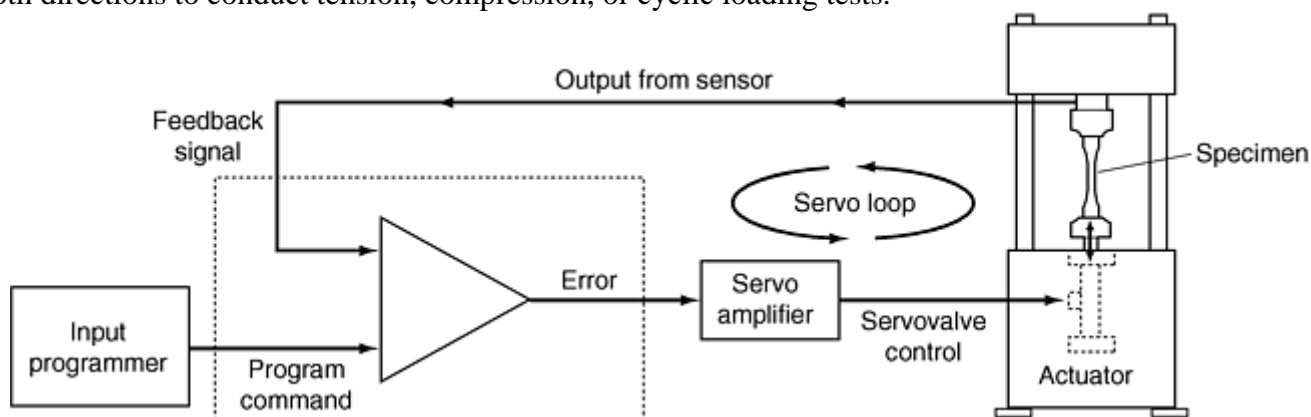 both directions to conduct tension, compression, or cyclic loading tests.
Output from sensor
Feedback
signal
Specimen
Servo loop
Error
Servo
amplifier
Input
programmer
Servovalve
control
Program
command
Actuator